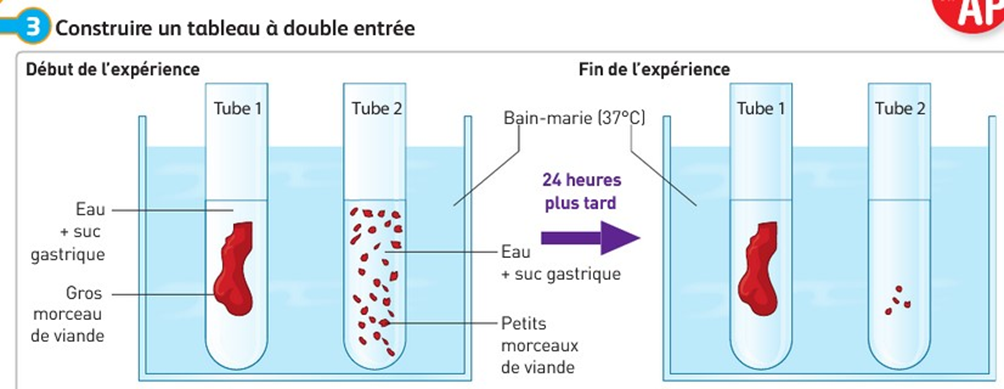 3 Construire un tableau à double entrée
AP
Début de l'expérience
Fin de l'expérience
Tube 1
Tube 2
Bain-marie (37°C)
Tube 1
Tube 2
24 heures
plus tard
Eau
+ suc
gastrique
Gros
morceau
de viande
Eau
+ suc gastrique
Petits
morceaux
de viande